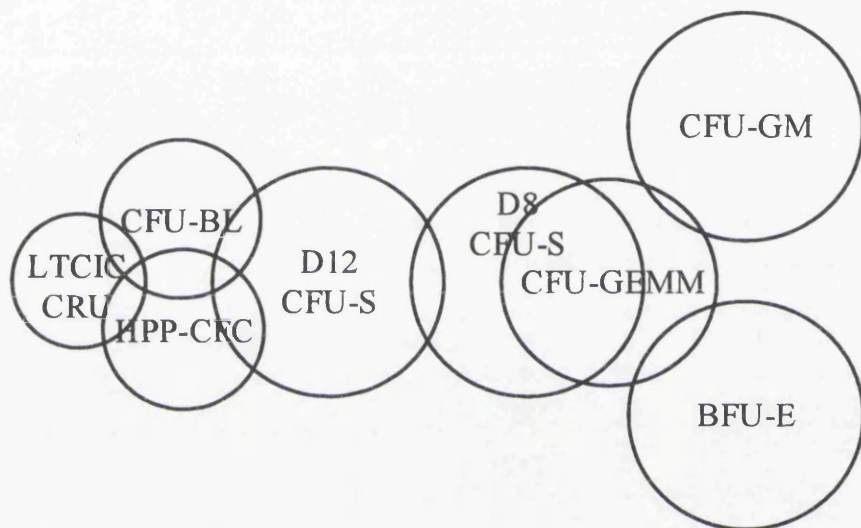 CFU-GM
CFU-BL
LTCIC
CRU
HPP-CFC
D12
CFU-S
D8
CFU-S
CFU-GEMM
BFU-E